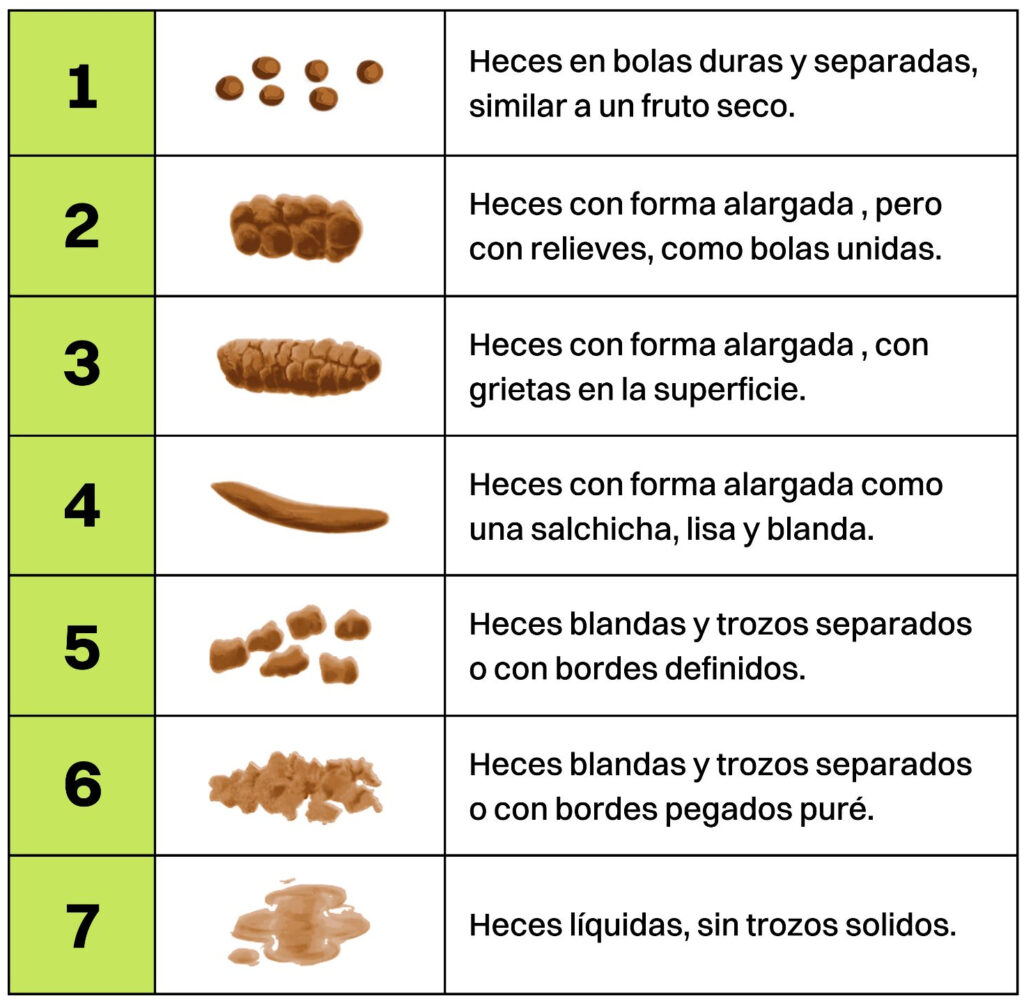 1
Heces en bolas duras y separadas,
similar a un fruto seco.
2
Heces con forma alargada , pero
con relieves, como bolas unidas.
3
Heces con forma alargada , con
grietas en la superficie.
4
Heces con forma alargada como
una salchicha, lisa y blanda.
5
Heces blandas y trozos separados
o con bordes definidos.
6
Heces blandas y trozos separados
o con bordes pegados puré.
7
Heces líquidas, sin trozos solidos.